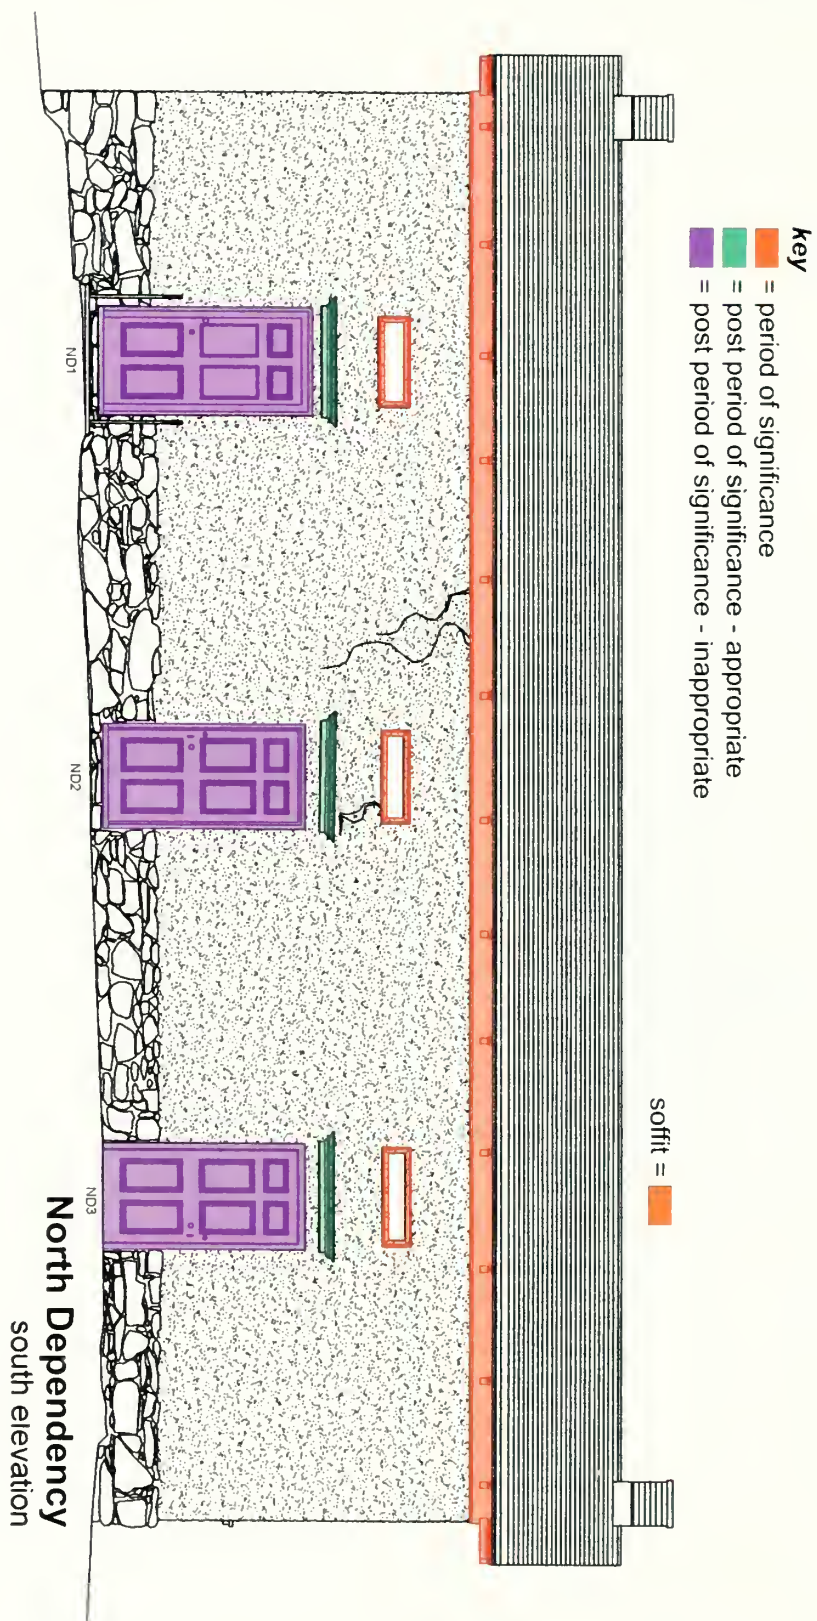 key
= period of significance
= post period of significance - appropriate
= post period of significance - inappropriate
soffit =
ND1
ND2
ND3
North Dependency
south elevation